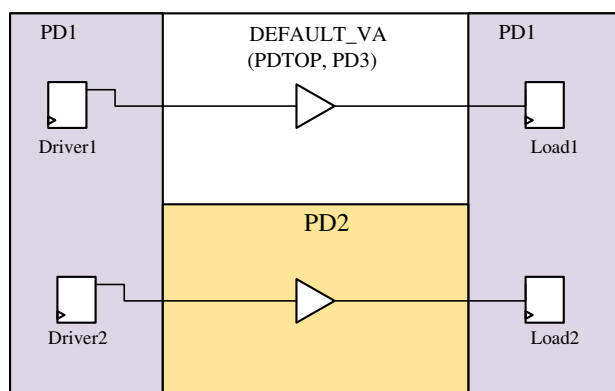 PD1
DEFAULT_VA
(PDTOP, PD3)
PD1
Driver1
Load1
PD2
Driver2
Load2